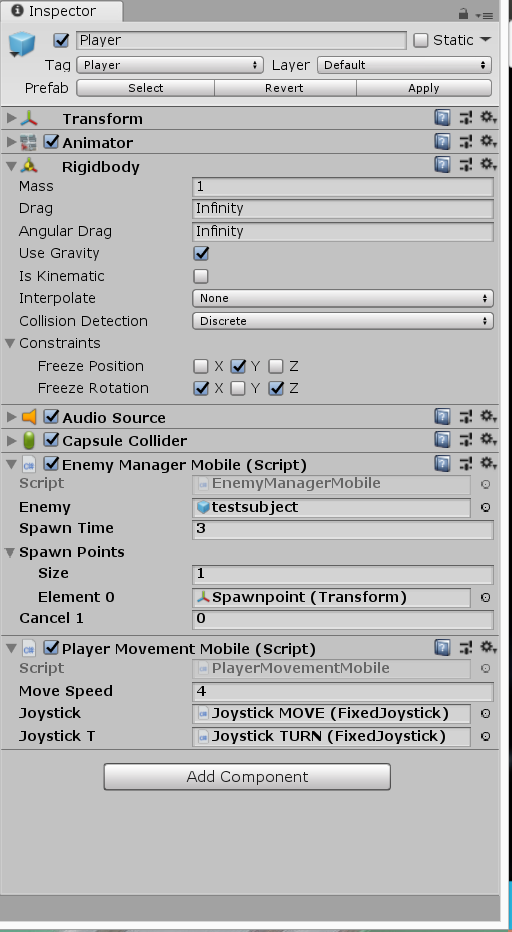 Inspector
Player Static
Tag Player Layer Default
Prefab Select Revert Apply
Transform
Animator
Rigidbody
Mass 1
Drag Infinity
Angular Drag Infinity
Use Gravity
Is Kinematic
Interpolate None
Collision Detection Discrete
Constraints
Freeze Position X Y Z
Freeze Rotation X Y Z
Audio Source
Capsule Collider
Enemy Manager Mobile (Script)
Script EnemyManagerMobile
Enemy testsubject
Spawn Time 3
Spawn Points
Size 1
Element 0 Spawnpoint (Transform)
Cancel 1 0
Player Movement Mobile (Script)
Script PlayerMovementMobile
Move Speed 4
Joystick Joystick MOVE (FixedJoystick)
Joystick T Joystick TURN (FixedJoystick)
Add Component